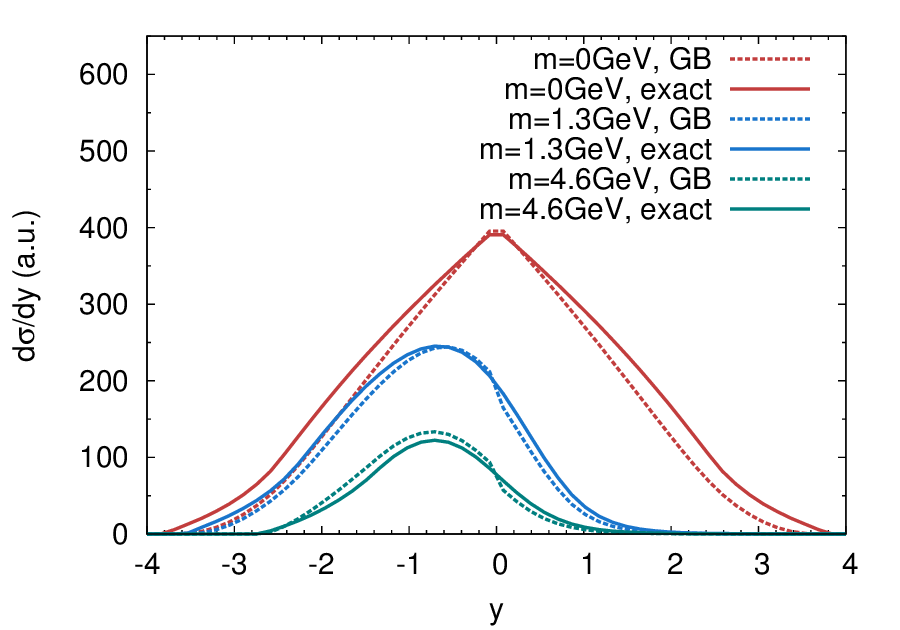 m=0GeV, GB
m=0GeV, exact
m=1.3GeV, GB
m=1.3GeV, exact
m=4.6GeV, GB
m=4.6GeV, exact
600
500
400
300
200
100
0
dσ/dy (a.u.)
-4 -3 -2 -1 0 1 2 3 4
y